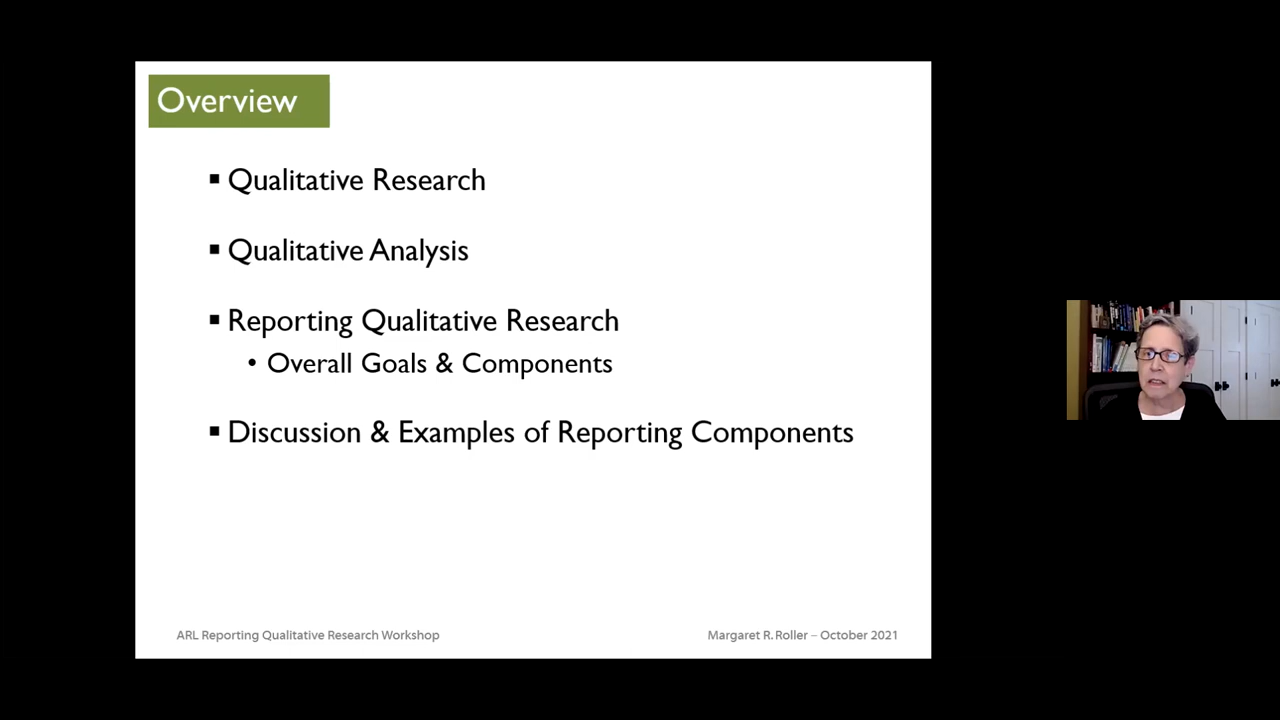 Overview
▪ Qualitative Research
▪ Qualitative Analysis
▪ Reporting Qualitative Research
• Overall Goals & Components
▪ Discussion & Examples of Reporting Components
ARL Reporting Qualitative Research Workshop
Margaret R. Roller – October 2021